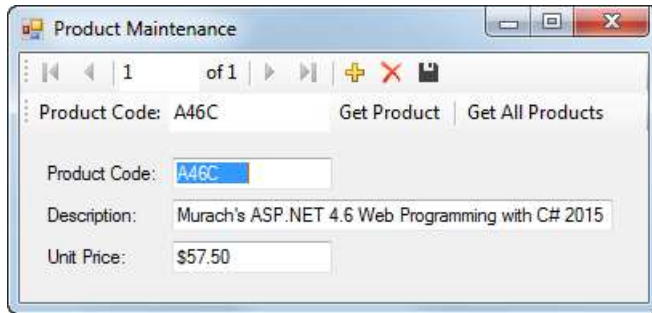 Product Maintenance
1 of 1
Product Code: A46C Get Product Get All Products
Product Code: A46C
Description: Murach's ASP.NET 4.6 Web Programming with C# 2015
Unit Price: $57.50